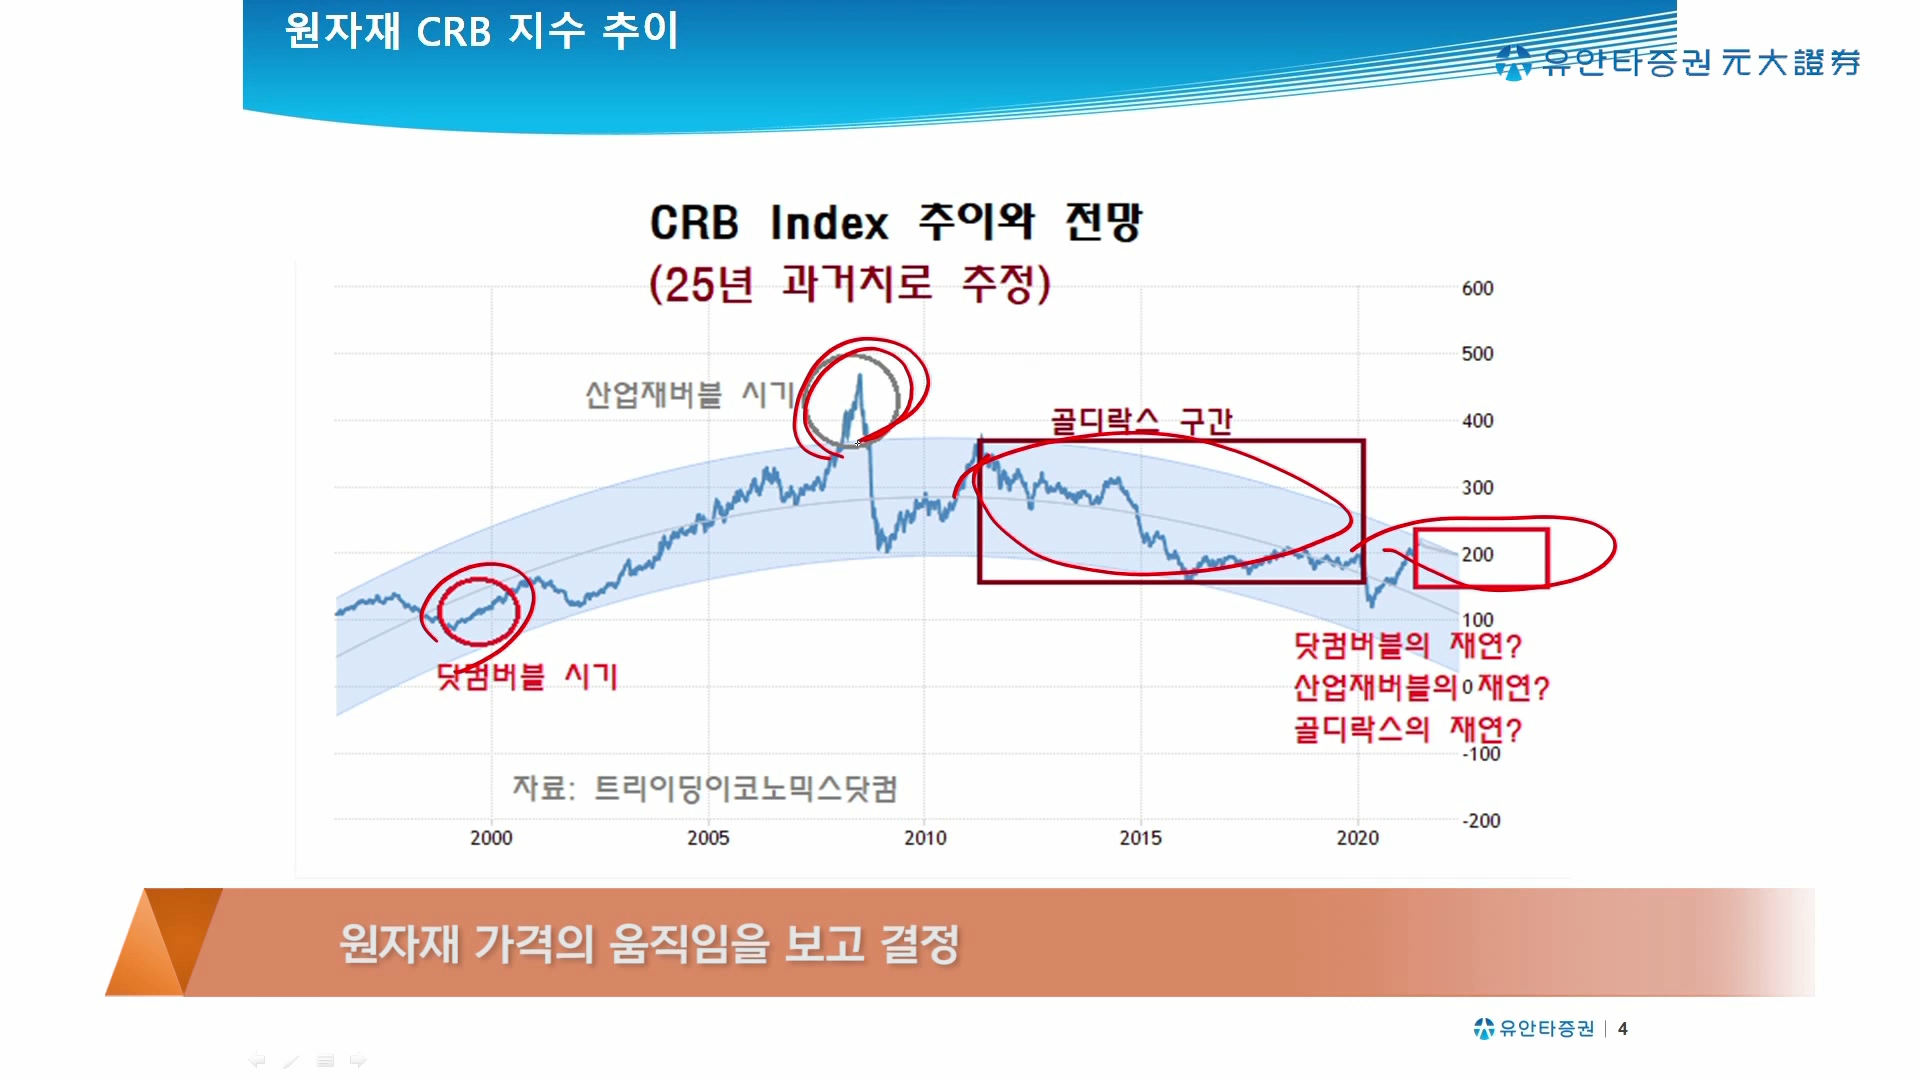 원자재 CRB 지수 추이
유안타증권 元大證券
CRB Index 추이와 전망
(25년 과거치로 추정)
600
500
산업재버블 시기
골디락스 구간
400
300
200
100
닷컴버블 시기
닷컴버블의 재연?
산업재버블의 재연?
0
골디락스의 재연?
-100
자료: 트리이딩이코노믹스닷컴
-200
2000 2005 2010 2015 2020
원자재 가격의 움직임을 보고 결정
유안타증권 | 4